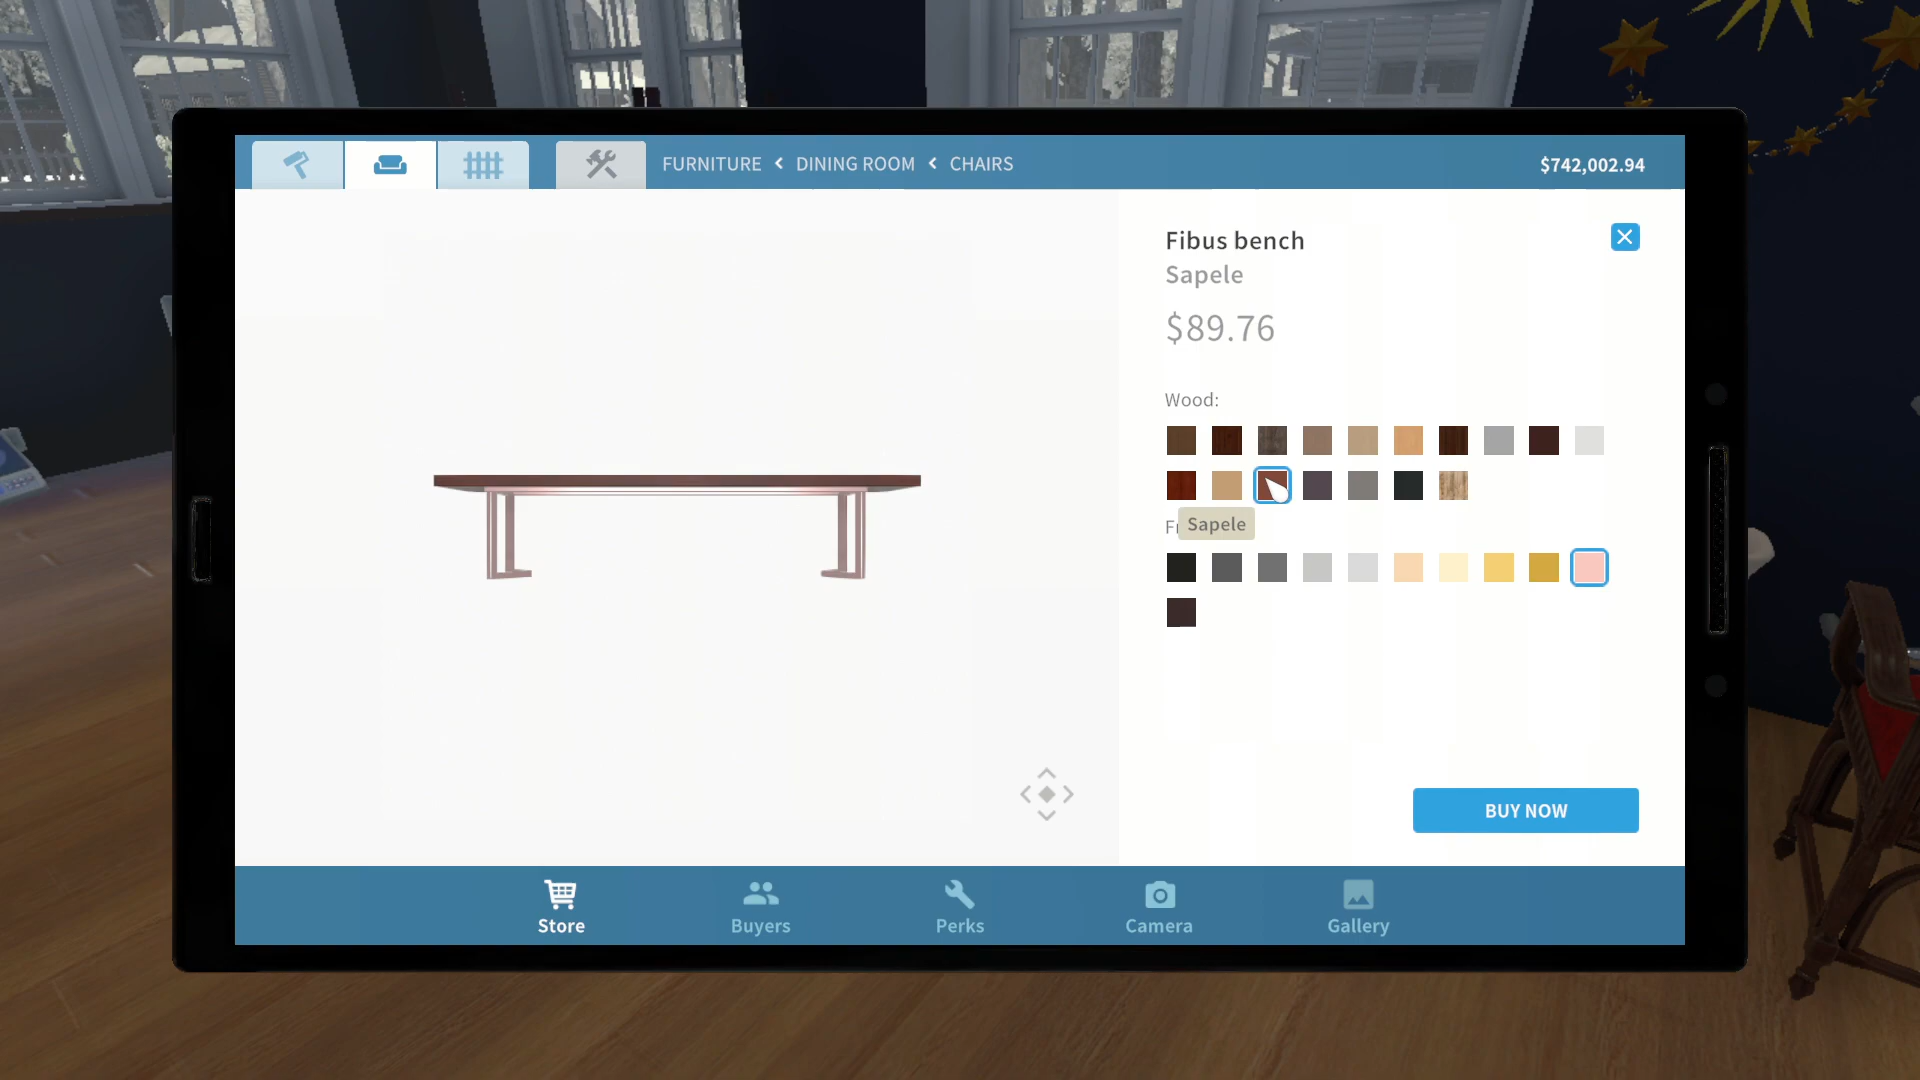 FURNITURE < DINING ROOM < CHAIRS
$742,002.94
Fibus bench
Sapele
$89.76
Wood:
Sapele
BUY NOW
Store
Buyers
Perks
Camera
Gallery